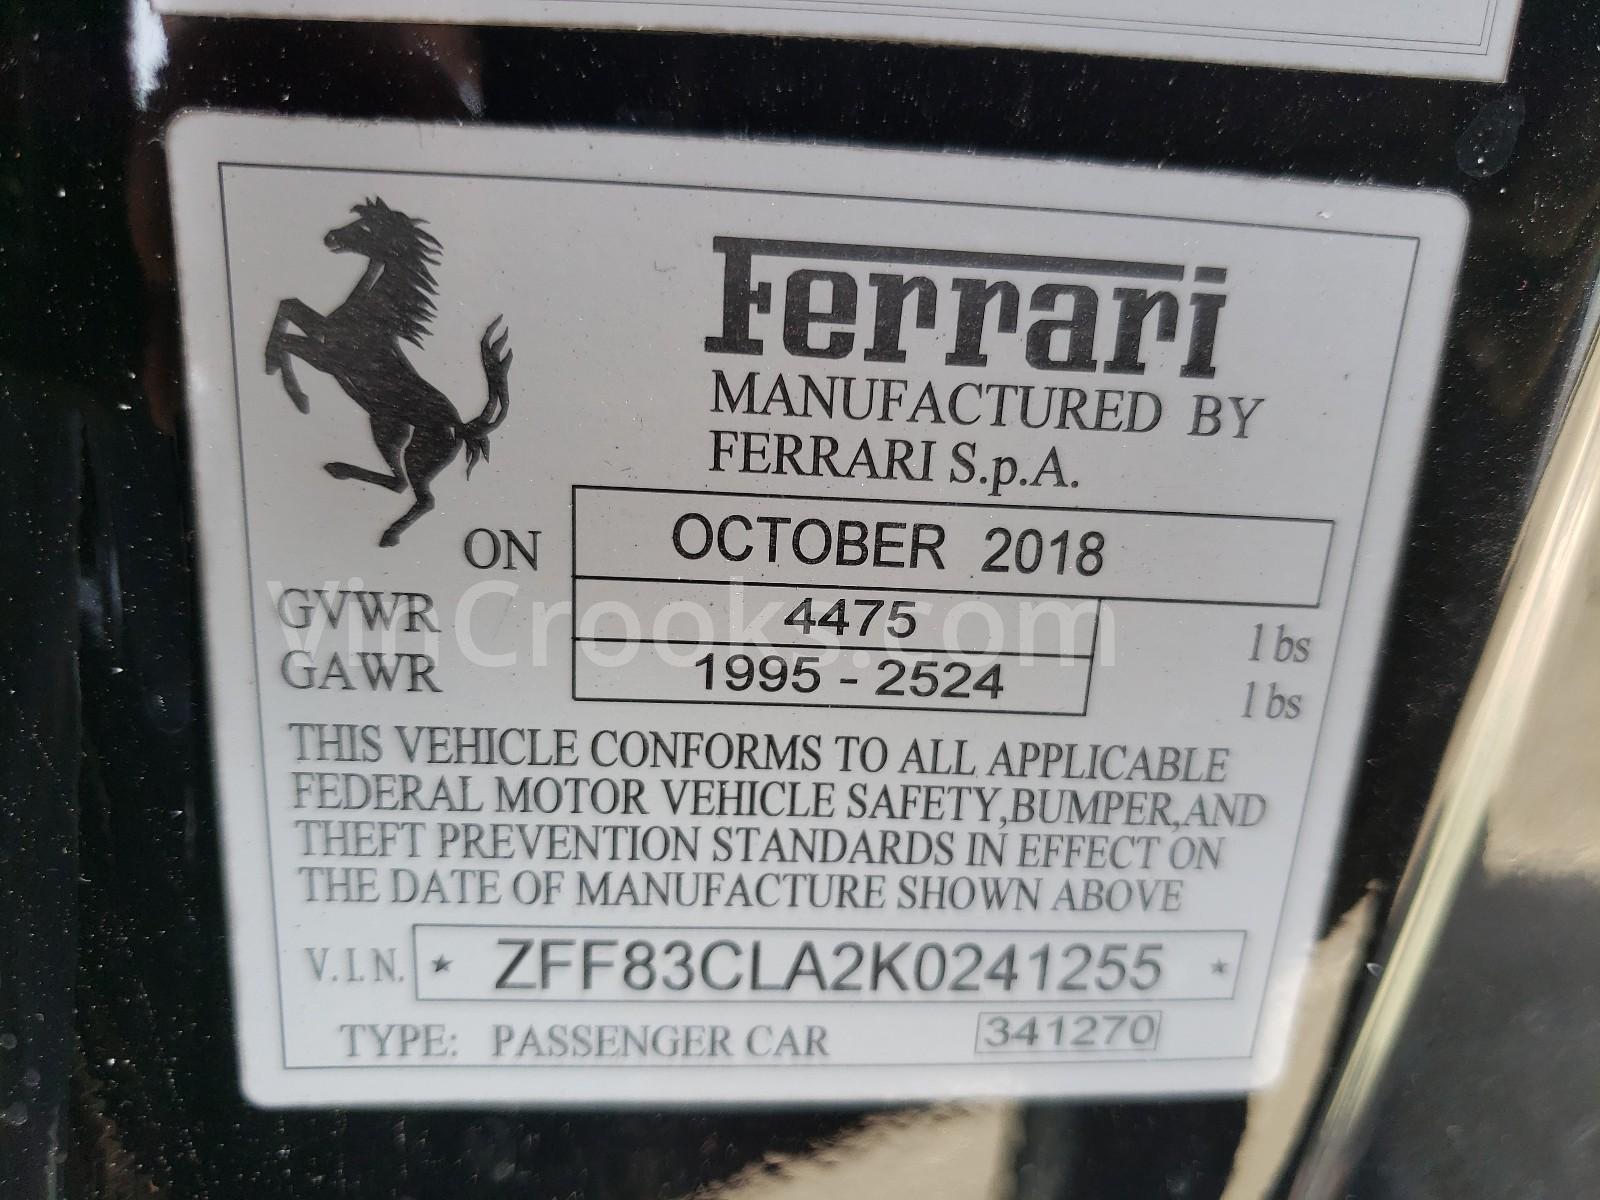 Ferrari
MANUFACTURED BY
FERRARI S.p.A.
ON OCTOBER 2018
GVWR 4475 lbs
GAWR 1995 - 2524 lbs
THIS VEHICLE CONFORMS TO ALL APPLICABLE
FEDERAL MOTOR VEHICLE SAFETY,BUMPER,AND
THEFT PREVENTION STANDARDS IN EFFECT ON
THE DATE OF MANUFACTURE SHOWN ABOVE
V.I.N. * ZFF83CLA2K0241255 *
TYPE: PASSENGER CAR 341270
VinCrooks.com